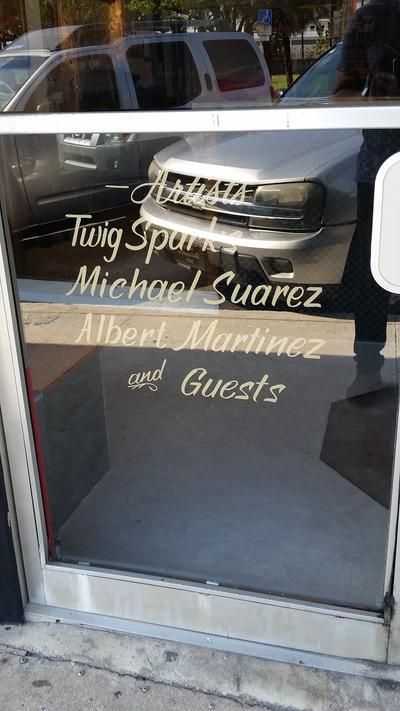 — Artists
Twig Sparks
Michael Suarez
Albert Martinez
and Guests